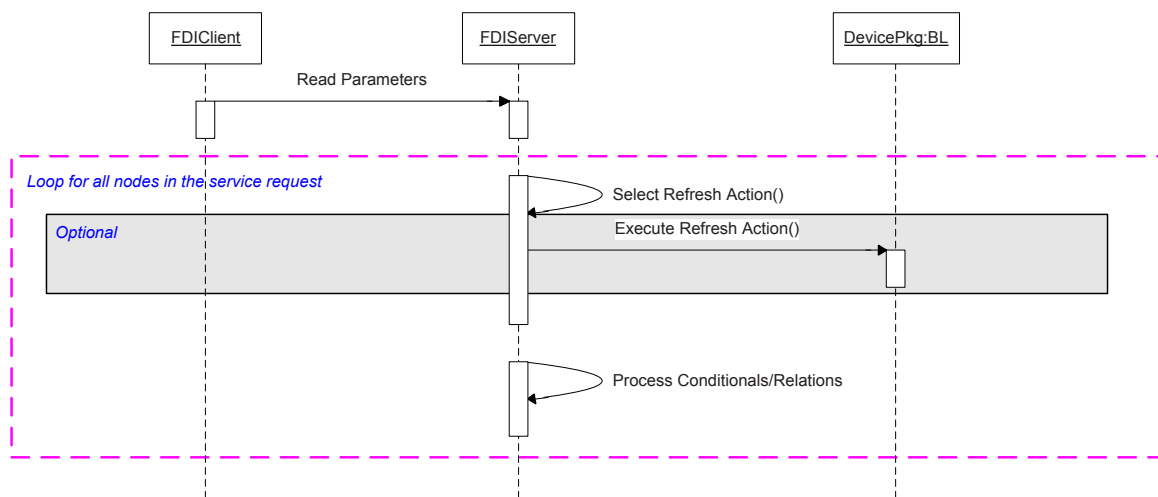 FDIClient
FDIServer
DevicePkg:BL
Read Parameters
Loop for all nodes in the service request
Select Refresh Action()
Optional
Execute Refresh Action()
Process Conditionals/Relations